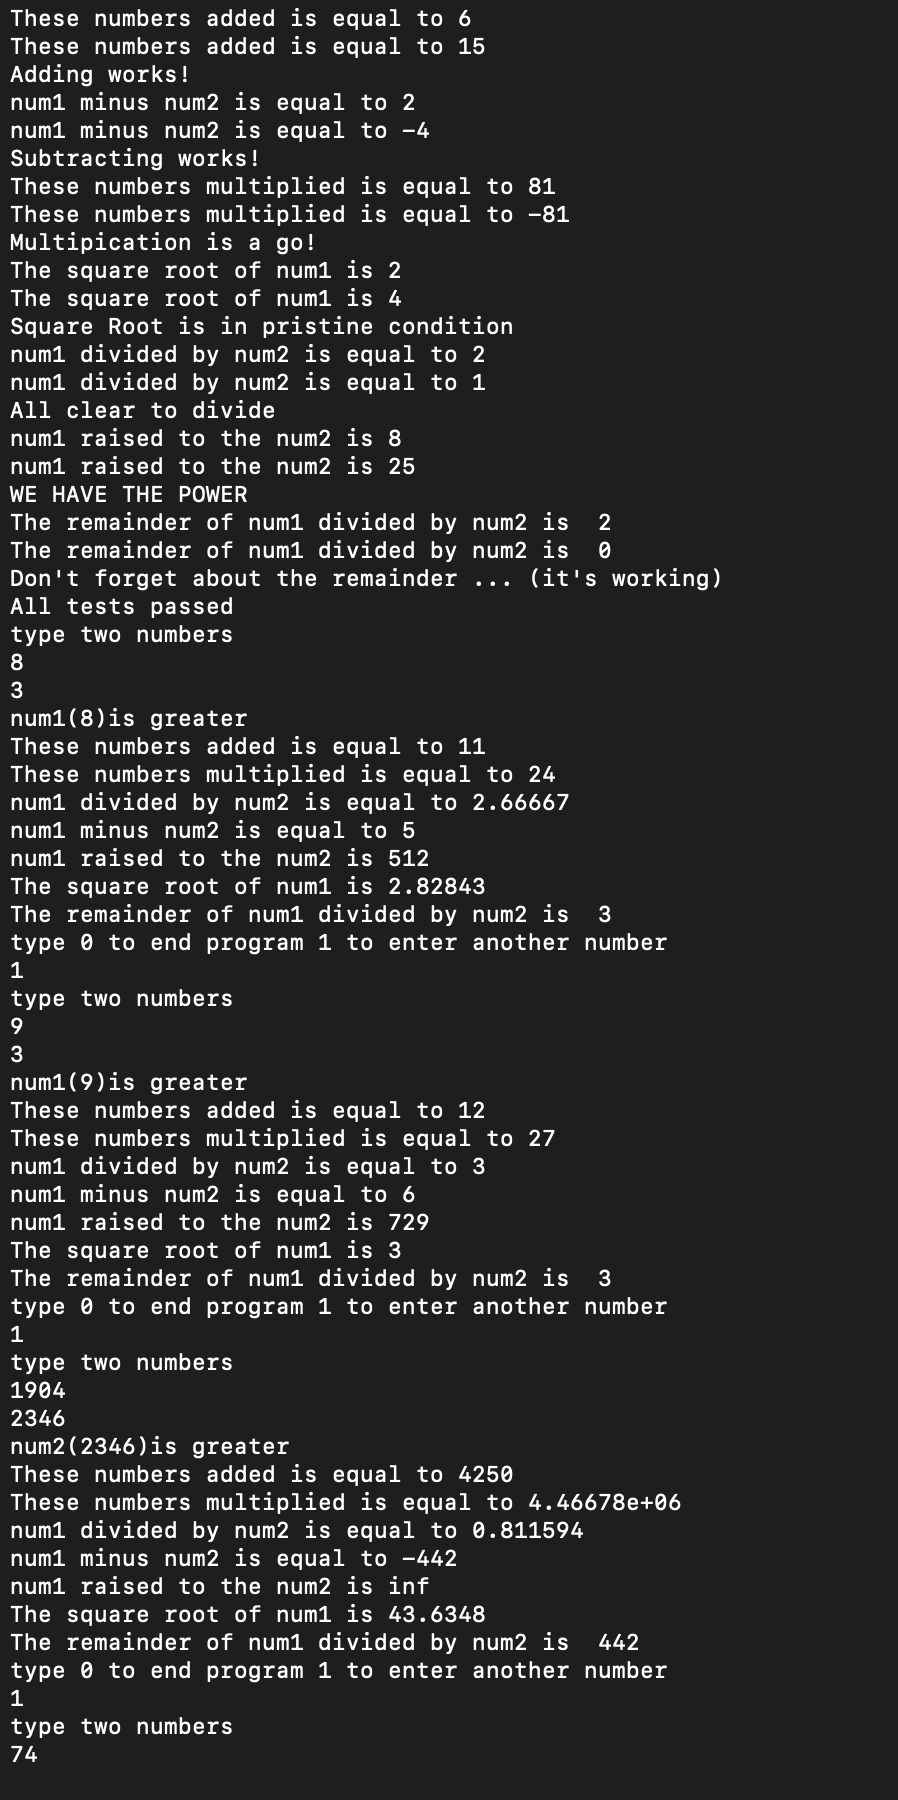 These numbers added is equal to 6
These numbers added is equal to 15
Adding works!
num1 minus num2 is equal to 2
num1 minus num2 is equal to -4
Subtracting works!
These numbers multiplied is equal to 81
These numbers multiplied is equal to -81
Multipication is a go!
The square root of num1 is 2
The square root of num1 is 4
Square Root is in pristine condition
num1 divided by num2 is equal to 2
num1 divided by num2 is equal to 1
All clear to divide
num1 raised to the num2 is 8
num1 raised to the num2 is 25
WE HAVE THE POWER
The remainder of num1 divided by num2 is  2
The remainder of num1 divided by num2 is  0
Don't forget about the remainder ... (it's working)
All tests passed
type two numbers
8
3
num1(8)is greater
These numbers added is equal to 11
These numbers multiplied is equal to 24
num1 divided by num2 is equal to 2.66667
num1 minus num2 is equal to 5
num1 raised to the num2 is 512
The square root of num1 is 2.82843
The remainder of num1 divided by num2 is  3
type 0 to end program 1 to enter another number
1
type two numbers
9
3
num1(9)is greater
These numbers added is equal to 12
These numbers multiplied is equal to 27
num1 divided by num2 is equal to 3
num1 minus num2 is equal to 6
num1 raised to the num2 is 729
The square root of num1 is 3
The remainder of num1 divided by num2 is  3
type 0 to end program 1 to enter another number
1
type two numbers
1904
2346
num2(2346)is greater
These numbers added is equal to 4250
These numbers multiplied is equal to 4.46678e+06
num1 divided by num2 is equal to 0.811594
num1 minus num2 is equal to -442
num1 raised to the num2 is inf
The square root of num1 is 43.6348
The remainder of num1 divided by num2 is  442
type 0 to end program 1 to enter another number
1
type two numbers
74